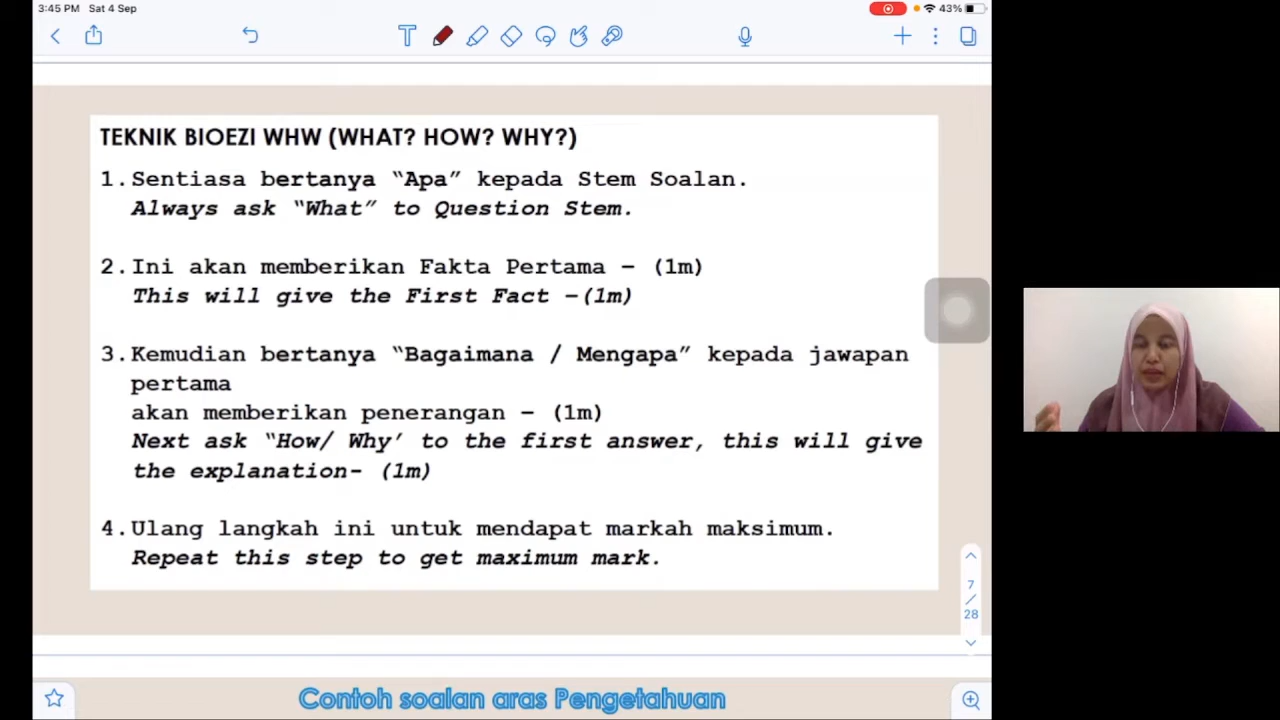 3:45 PM Sat 4 Sep
43%
TEKNIK BIOEZI WHW (WHAT? HOW? WHY?)
1. Sentiasa bertanya “Apa” kepada Stem Soalan.
Always ask “What” to Question Stem.
2. Ini akan memberikan Fakta Pertama – (1m)
This will give the First Fact –(1m)
3. Kemudian bertanya “Bagaimana / Mengapa” kepada jawapan
pertama
akan memberikan penerangan – (1m)
Next ask “How/ Why’ to the first answer, this will give
the explanation- (1m)
4. Ulang langkah ini untuk mendapat markah maksimum.
Repeat this step to get maximum mark.
7
/
28
Contoh soalan aras Pengetahuan